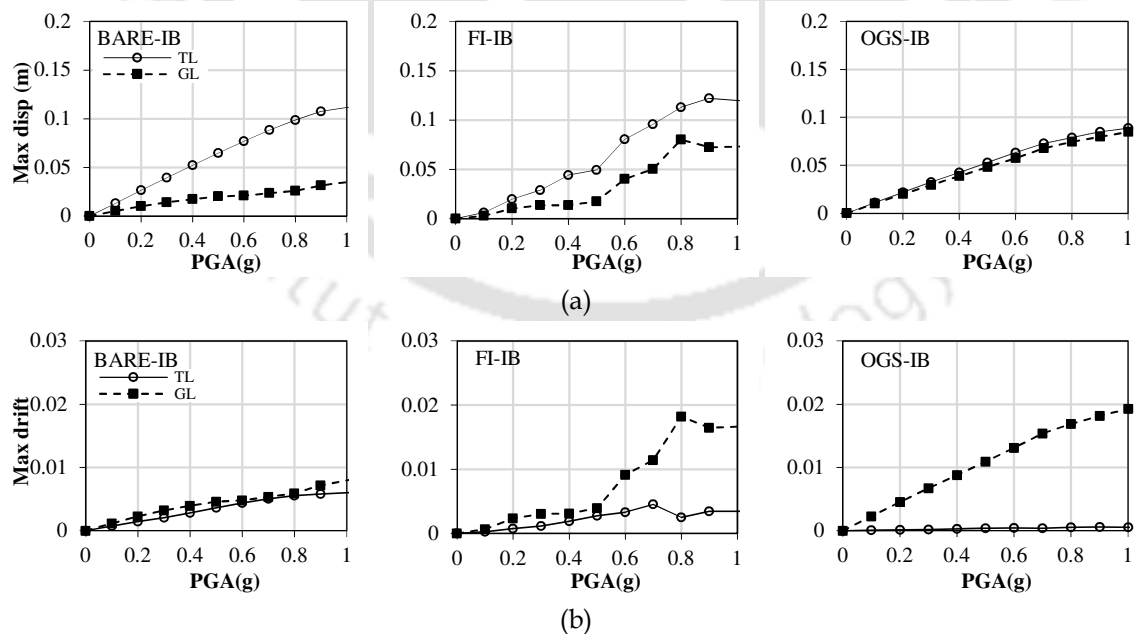 0.2 0.2 0.2
BARE-IB FI-IB OGS-IB
TL
GL
0.15 0.15 0.15
0.1 0.1 0.1
0.05 0.05 0.05
0 0 0
Max disp (m)
0 0.2 0.4 0.6 0.8 1 0 0.2 0.4 0.6 0.8 1 0 0.2 0.4 0.6 0.8 1
PGA(g) PGA(g) PGA(g)
(a)
0.03 0.03 0.03
BARE-IB FI-IB OGS-IB
TL
GL
0.02 0.02 0.02
0.01 0.01 0.01
0 0 0
Max drift
0 0.2 0.4 0.6 0.8 1 0 0.2 0.4 0.6 0.8 1 0 0.2 0.4 0.6 0.8 1
PGA(g) PGA(g) PGA(g)
(b)